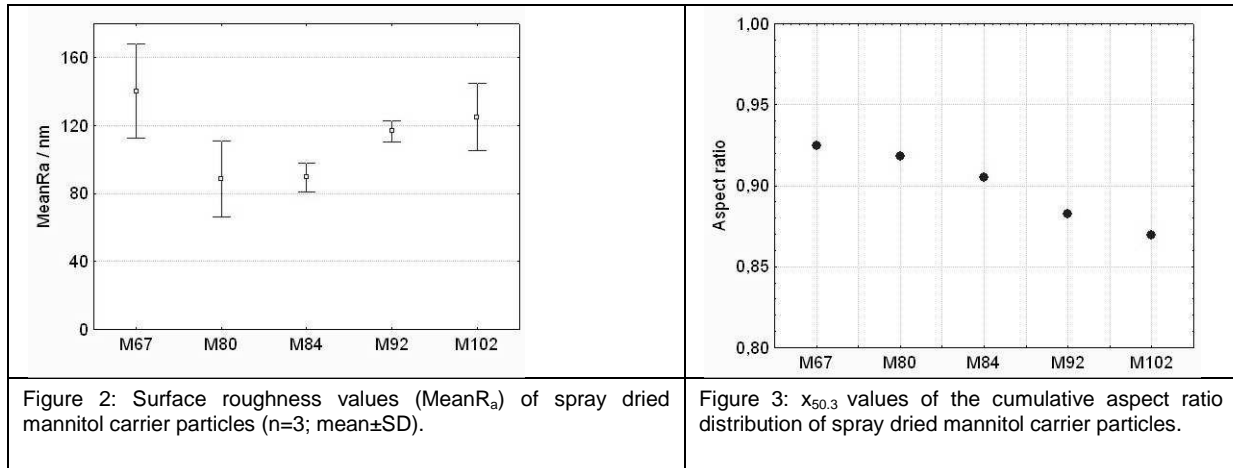 160
120
80
40
0
MeanRa / nm
M67 M80 M84 M92 M102
1,00
0,95
0,90
0,85
0,80
Aspect ratio
M67 M80 M84 M92 M102
Figure 2: Surface roughness values (MeanRa) of spray dried
mannitol carrier particles (n=3; mean±SD).
Figure 3: x50.3 values of the cumulative aspect ratio
distribution of spray dried mannitol carrier particles.